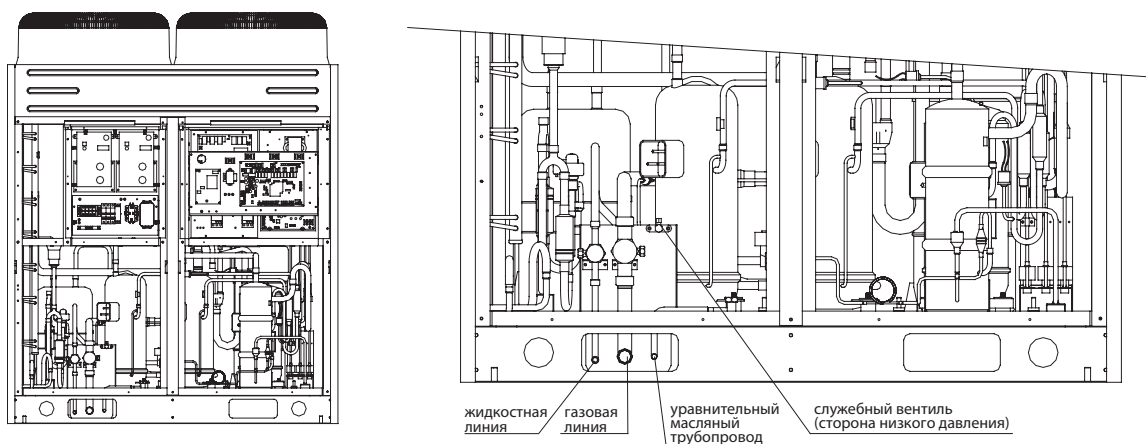 жидкостная
линия
газовая
линия
уравнительный
масляный
трубопровод
служебный вентиль
(сторона низкого давления)